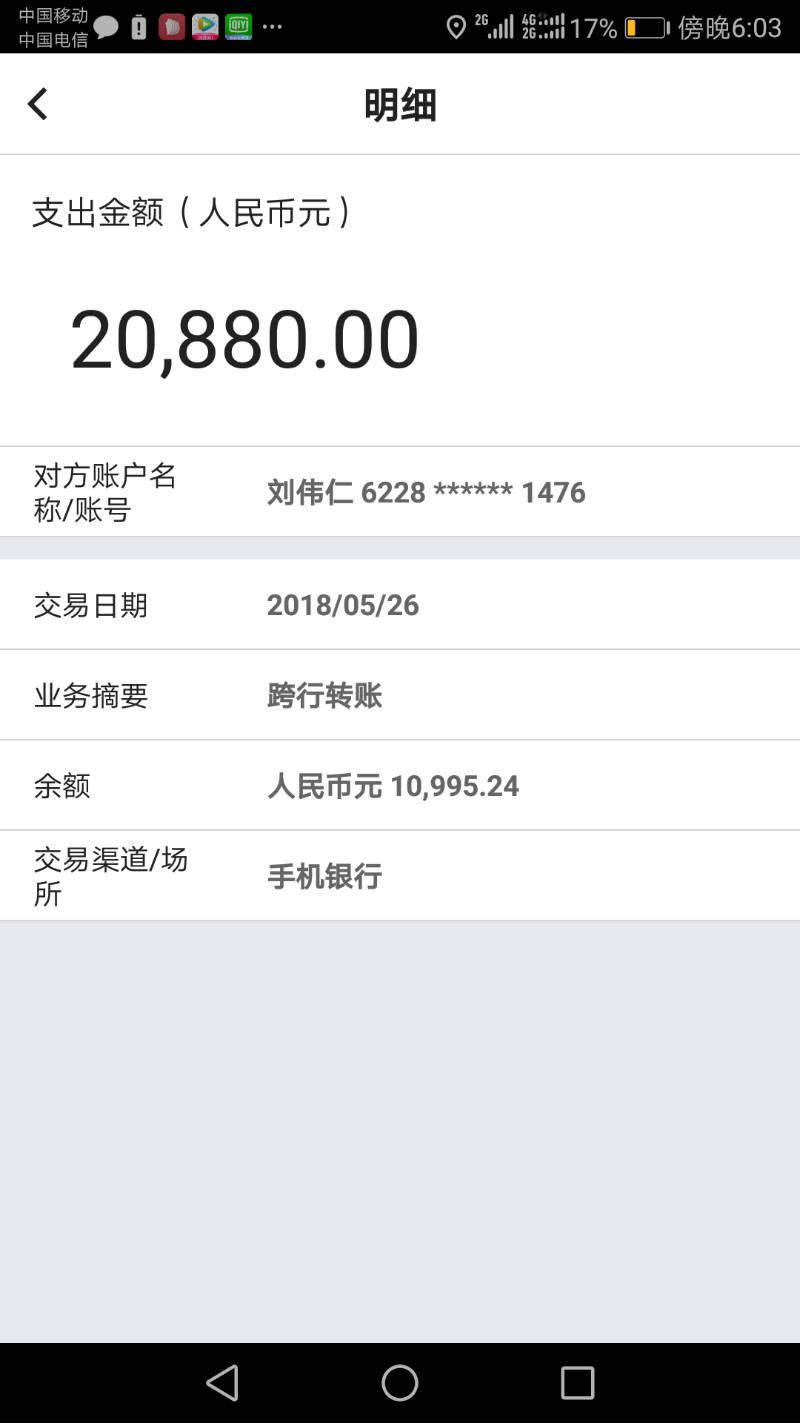 中国移动
中国电信
2G 4G 2G 17% 傍晚6:03
明细
支出金额（人民币元）
20,880.00
对方账户名
称/账号
刘伟仁 6228 ****** 1476
交易日期 2018/05/26
业务摘要 跨行转账
余额 人民币元 10,995.24
交易渠道/场
所
手机银行